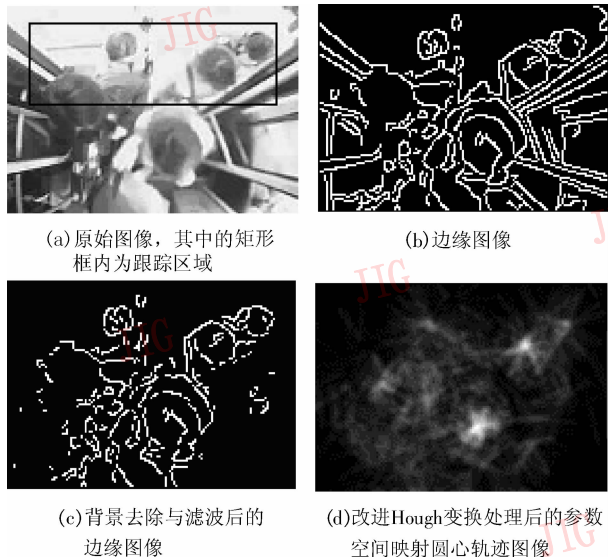 JIG
(a)原始图像，其中的矩形
框内为跟踪区域
(b)边缘图像
JIG
JIG
(c)背景去除与滤波后的
边缘图像
(d)改进Hough变换处理后的参数
空间映射圆心轨迹图像
JIG